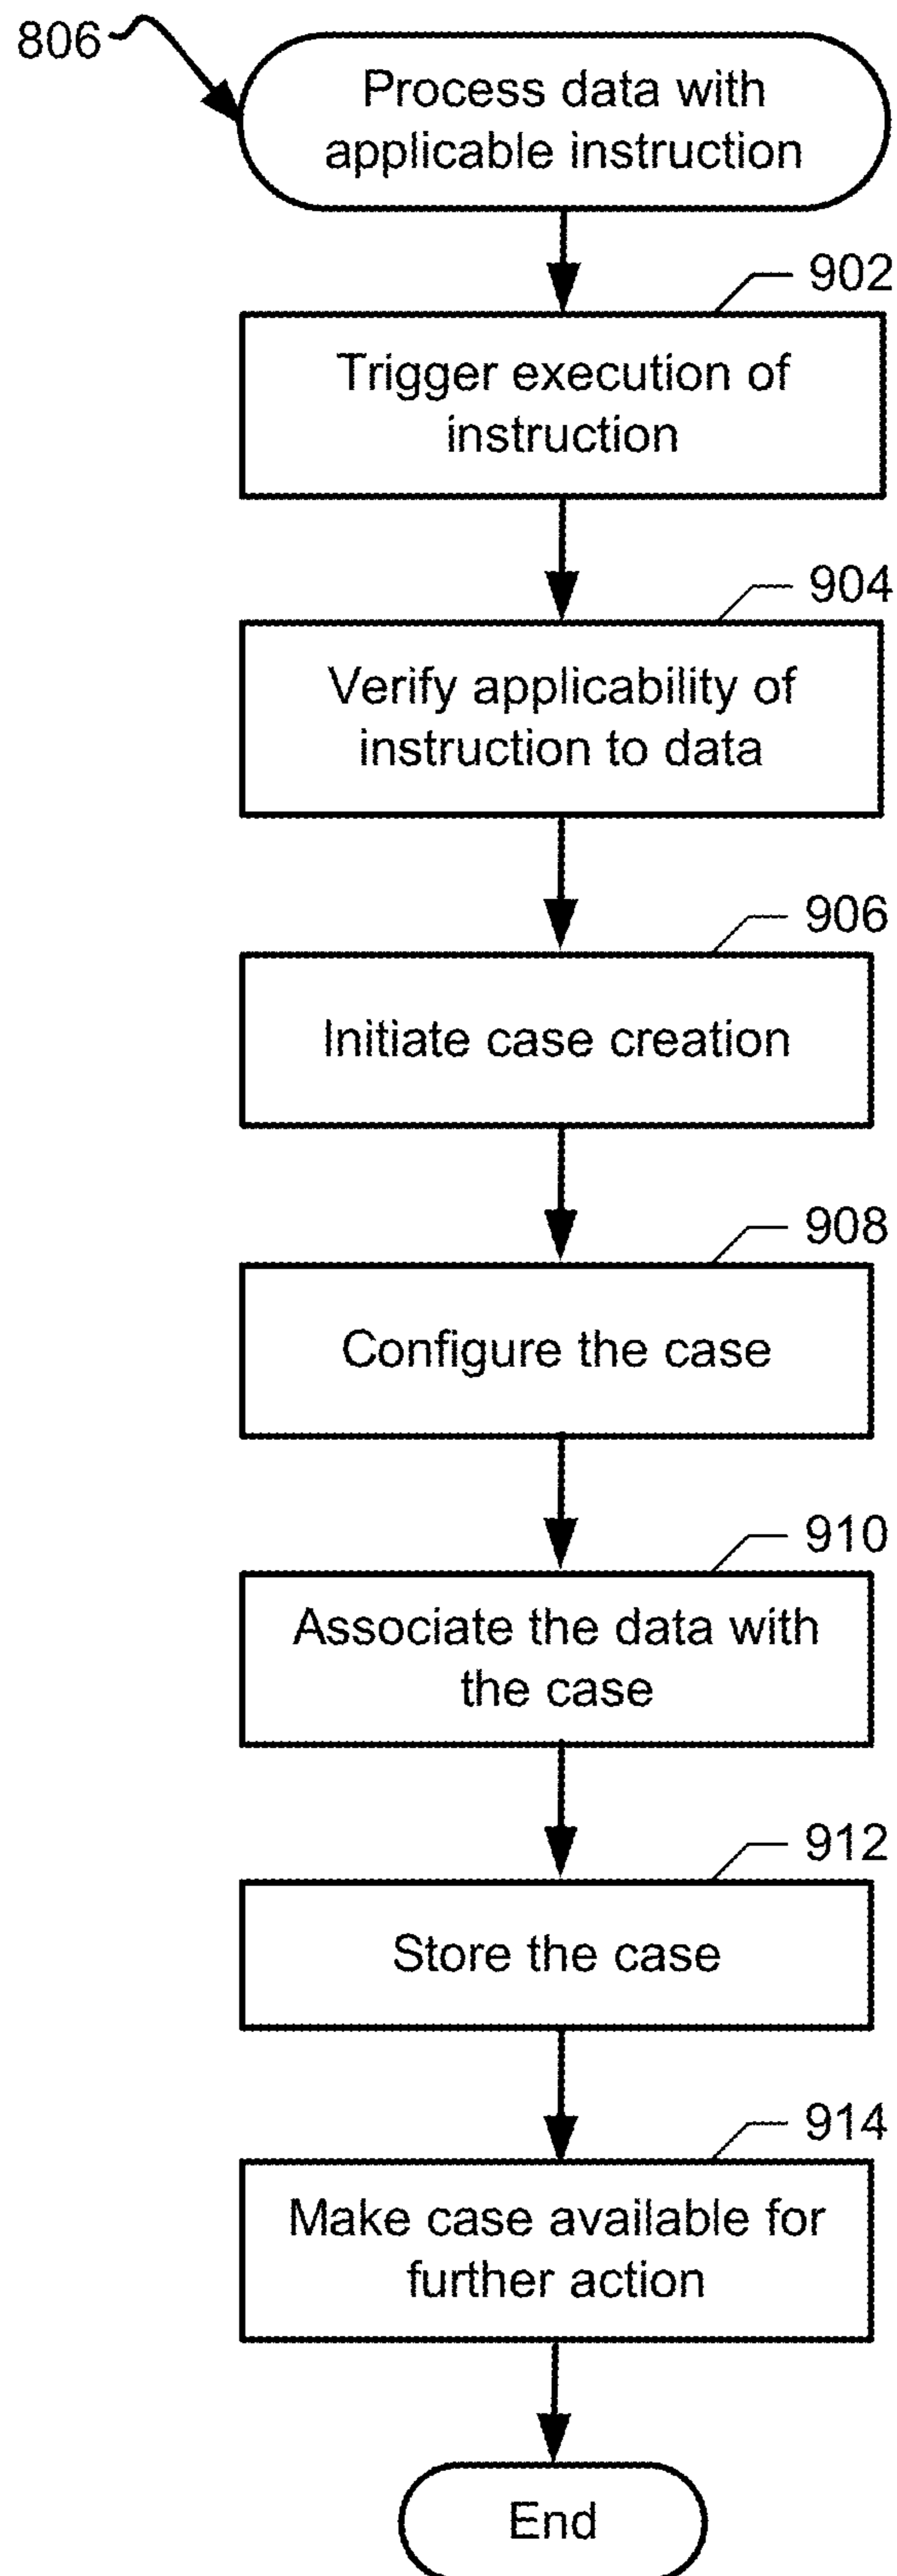 806
Process data with
applicable instruction
902
Trigger execution of
instruction
904
Verify applicability of
instruction to data
906
Initiate case creation
908
Configure the case
910
Associate the data with
the case
912
Store the case
914
Make case available for
further action
End